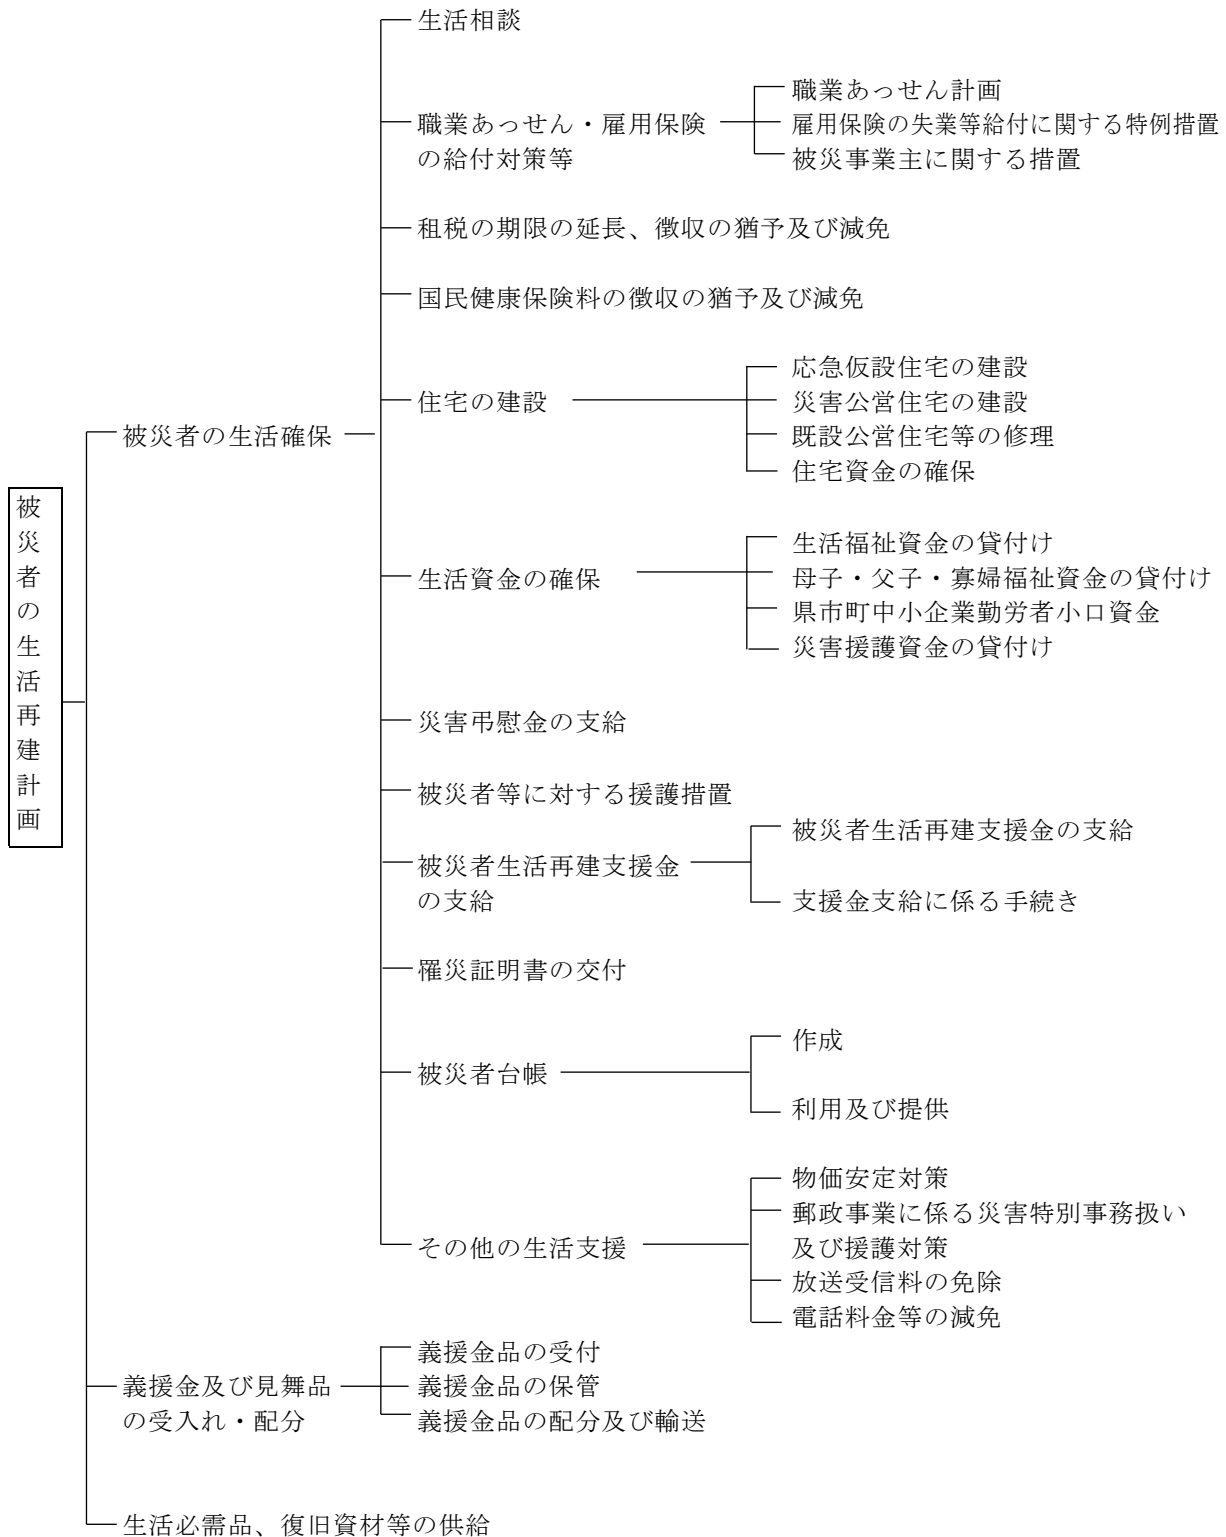 被災者の生活再建計画
被災者の生活確保
生活相談
職業あっせん・雇用保険
の給付対策等
職業あっせん計画
雇用保険の失業等給付に関する特例措置
被災事業主に関する措置
租税の期限の延長、徴収の猶予及び減免
国民健康保険料の徴収の猶予及び減免
住宅の建設
応急仮設住宅の建設
災害公営住宅の建設
既設公営住宅等の修理
住宅資金の確保
生活資金の確保
生活福祉資金の貸付け
母子・父子・寡婦福祉資金の貸付け
県市町中小企業勤労者小口資金
災害援護資金の貸付け
災害弔慰金の支給
被災者等に対する援護措置
被災者生活再建支援金
の支給
被災者生活再建支援金の支給
支援金支給に係る手続き
罹災証明書の交付
被災者台帳
作成
利用及び提供
その他の生活支援
物価安定対策
郵政事業に係る災害特別事務扱い
及び援護対策
放送受信料の免除
電話料金等の減免
義援金及び見舞品
の受入れ・配分
義援金品の受付
義援金品の保管
義援金品の配分及び輸送
生活必需品、復旧資材等の供給